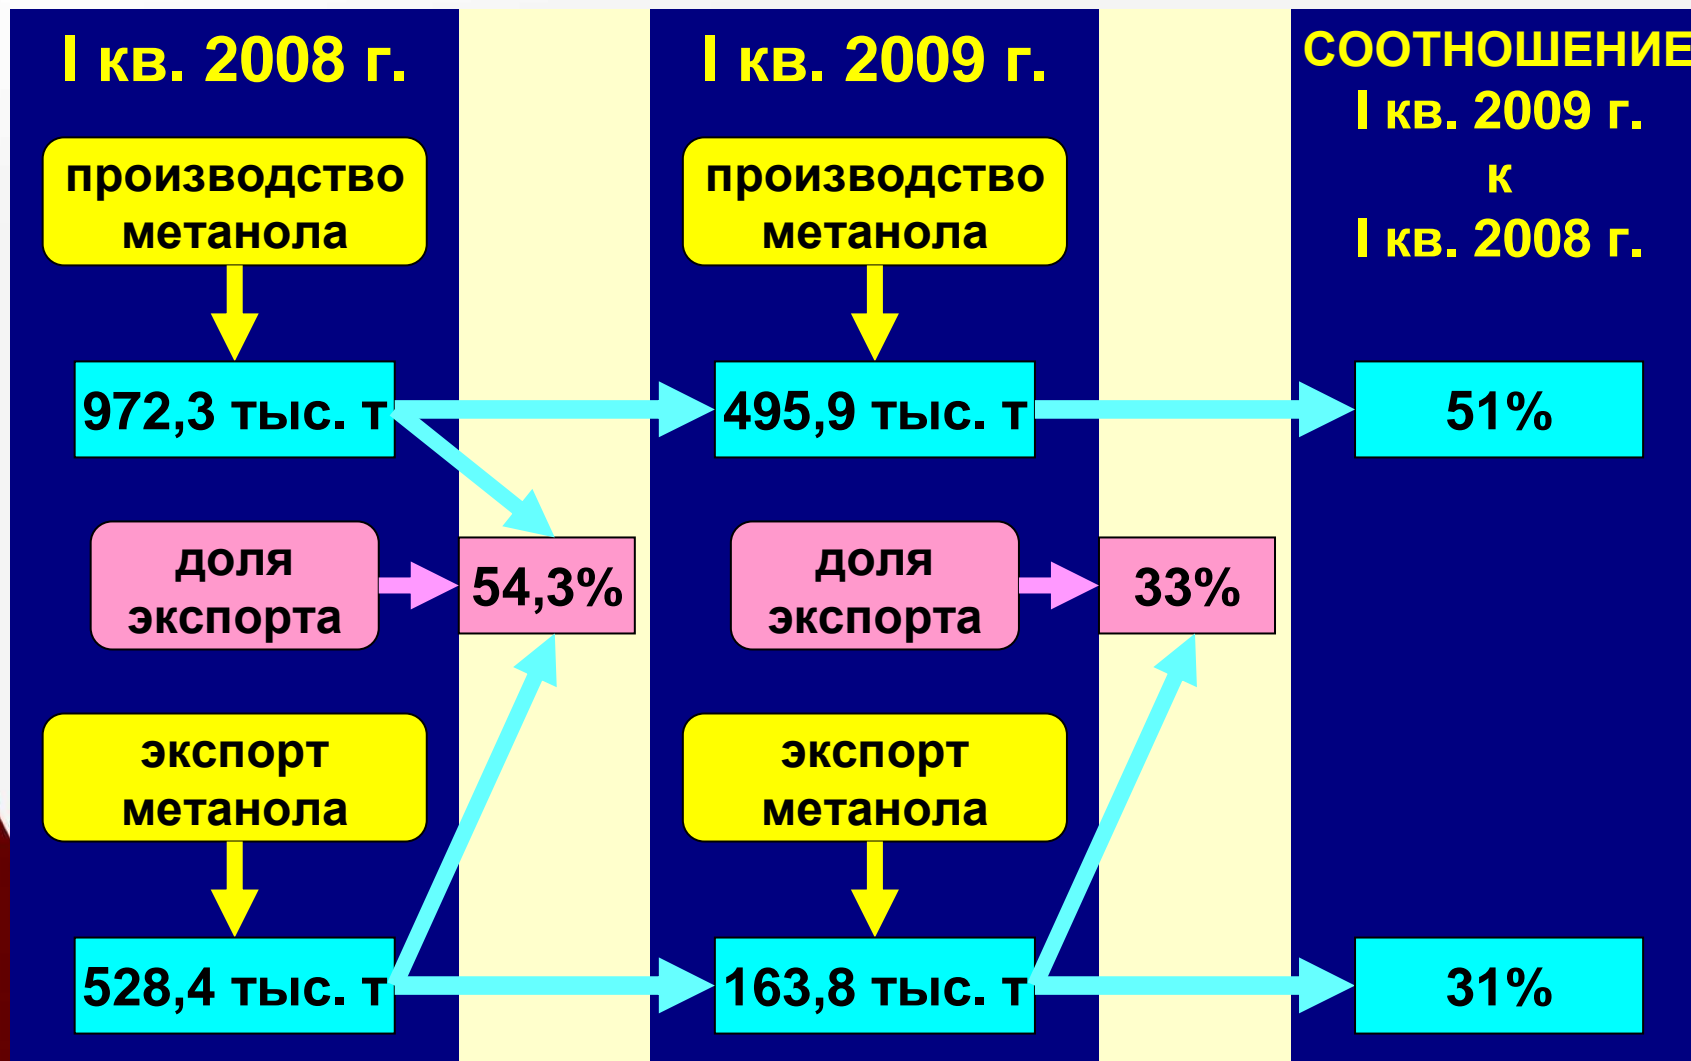 I кв. 2008 г.
производство
метанола
972,3 тыс. т
доля
экспорта
54,3%
экспорт
метанола
528,4 тыс. т
I кв. 2009 г.
производство
метанола
495,9 тыс. т
доля
экспорта
33%
экспорт
метанола
163,8 тыс. т
СООТНОШЕНИЕ
I кв. 2009 г.
к
I кв. 2008 г.
51%
31%